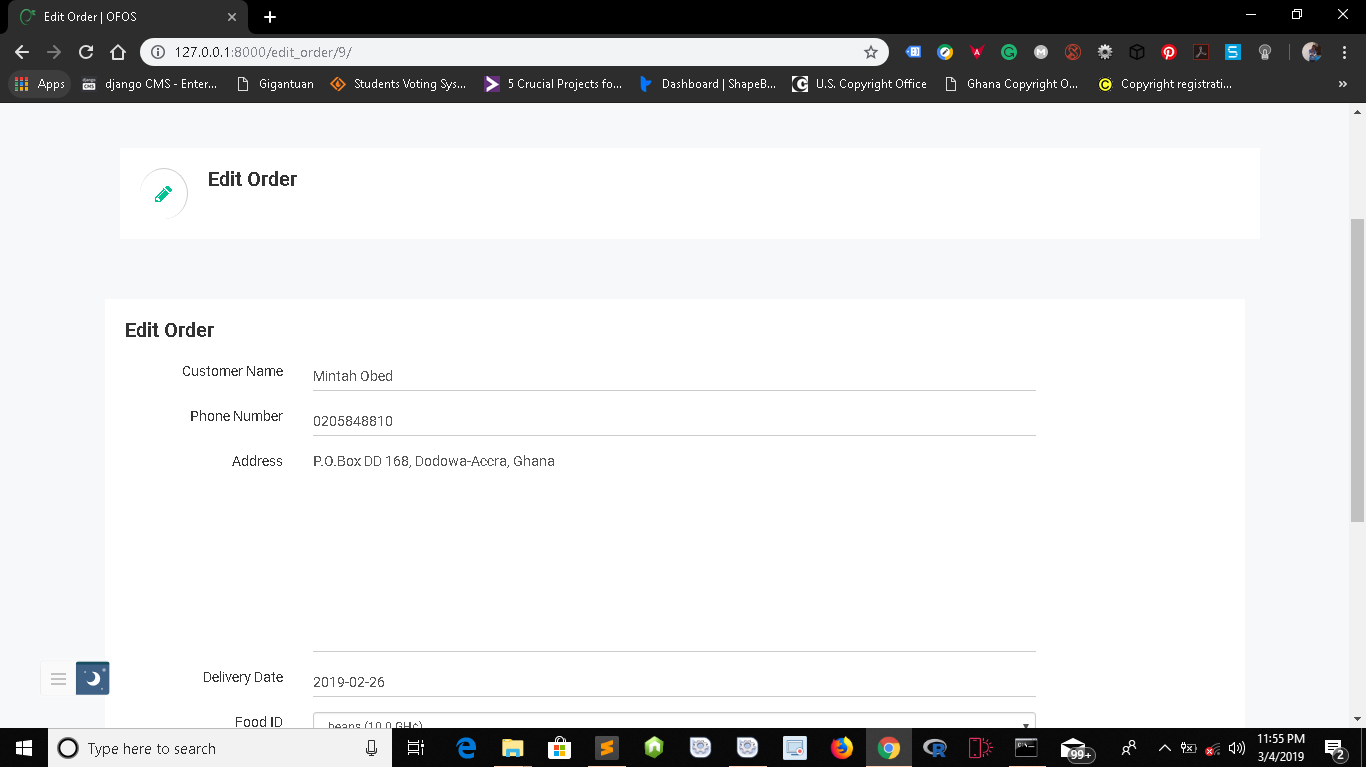 Edit Order | OFOS
127.0.0.1:8000/edit_order/9/
Apps
django CMS - Enter...
Gigantuan
Students Voting Sys...
5 Crucial Projects fo...
Dashboard | ShapeB...
U.S. Copyright Office
Ghana Copyright O...
Copyright registrati...
»
Edit Order
Edit Order
Customer Name
Mintah Obed
Phone Number
0205848810
Address
P.O.Box DD 168, Dodowa-Accra, Ghana
Delivery Date
2019-02-26
Food ID
beans (10.0 GH¢)
Type here to search
99+
11:55 PM
3/4/2019
2